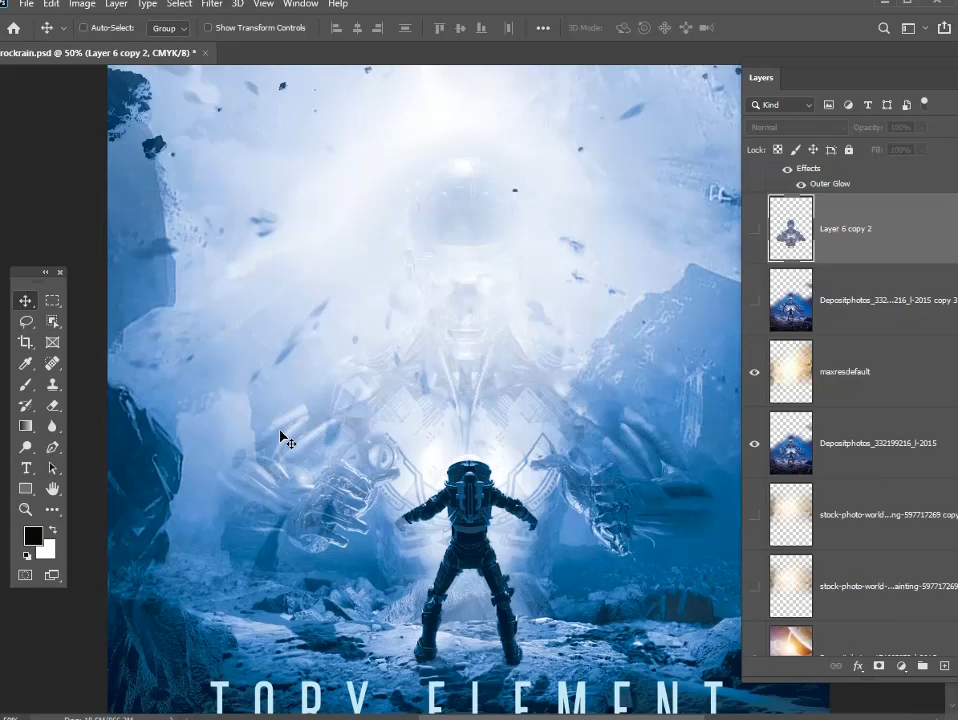 File Edit Image Layer Type Select Filter 3D View Window Help
Auto-Select: Group Show Transform Controls 3D Mode:
rockrain.psd @ 50% (Layer 6 copy 2, CMYK/8) * ×
Layers
Kind
Normal Opacity: 100%
Lock: Fill: 100%
Effects
Outer Glow
Layer 6 copy 2
Depositphotos_332...216_l-2015 copy 3
maxresdefault
Depositphotos_332199216_l-2015
stock-photo-world...ng-597717269 copy
stock-photo-world-...ainting-597717269
TORY ELEMENT